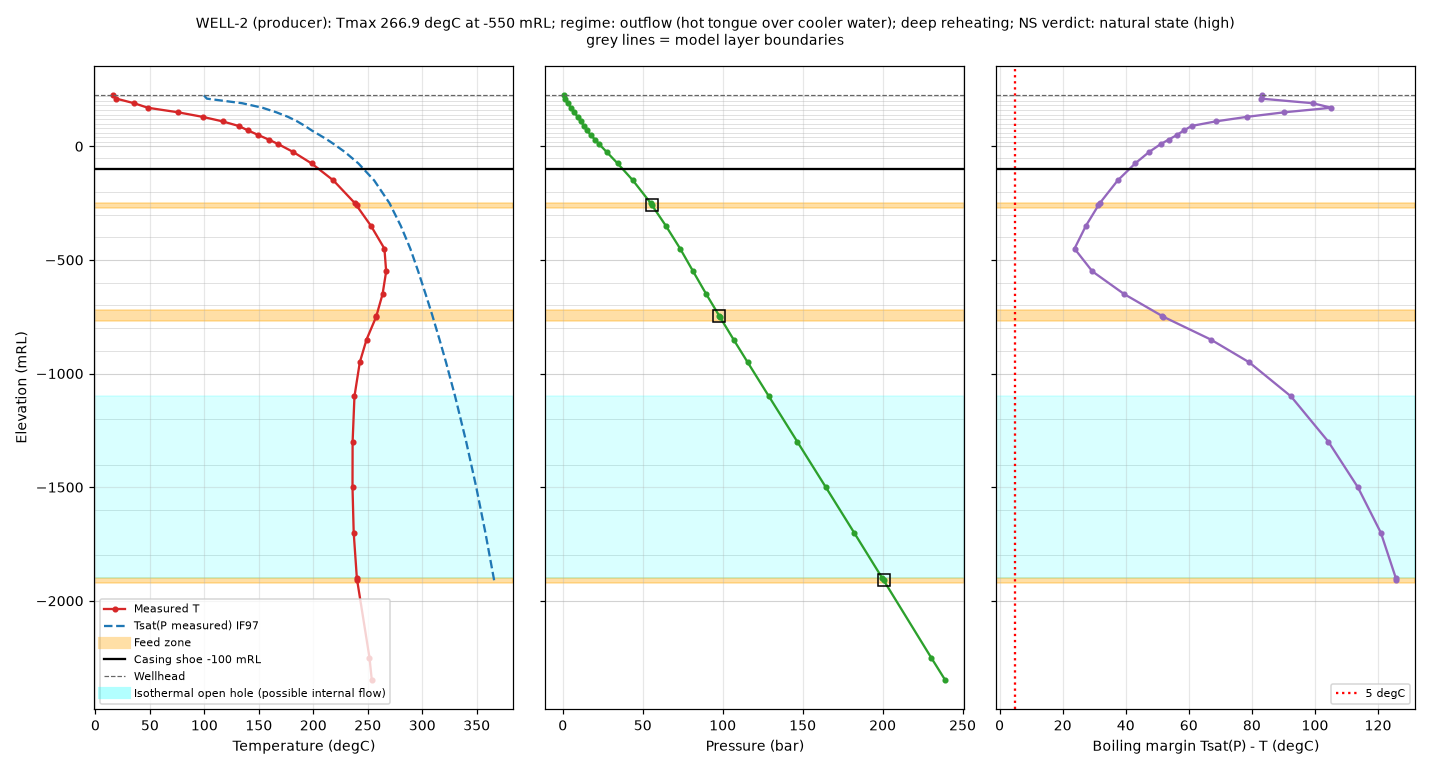 WELL-2 (producer): Tmax 266.9 degC at -550 mRL; regime: outflow (hot tongue over cooler water); deep reheating; NS verdict: natural state (high)
grey lines = model layer boundaries
Elevation (mRL)
0
−500
−1000
−1500
−2000
Measured T
Tsat(P measured) IF97
Feed zone
Casing shoe -100 mRL
Wellhead
Isothermal open hole (possible internal flow)
0 50 100 150 200 250 300 350
Temperature (degC)
0 50 100 150 200 250
Pressure (bar)
5 degC
0 20 40 60 80 100 120
Boiling margin Tsat(P) - T (degC)